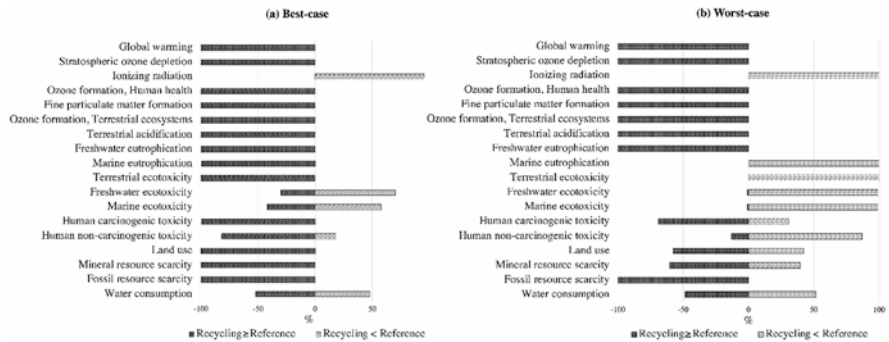 (a) Best-case
Global warming
Stratospheric ozone depletion
Ionizing radiation
Ozone formation, Human health
Fine particulate matter formation
Ozone formation, Terrestrial ecosystems
Terrestrial acidification
Freshwater eutrophication
Marine eutrophication
Terrestrial ecotoxicity
Freshwater ecotoxicity
Marine ecotoxicity
Human carcinogenic toxicity
Human non-carcinogenic toxicity
Land use
Mineral resource scarcity
Fossil resource scarcity
Water consumption
-100 -50 0 50
%
Recycling≧Reference Recycling < Reference
(b) Worst-case
Global warming
Stratospheric ozone depletion
Ionizing radiation
Ozone formation, Human health
Fine particulate matter formation
Ozone formation, Terrestrial ecosystems
Terrestrial acidification
Freshwater eutrophication
Marine eutrophication
Terrestrial ecotoxicity
Freshwater ecotoxicity
Marine ecotoxicity
Human carcinogenic toxicity
Human non-carcinogenic toxicity
Land use
Mineral resource scarcity
Fossil resource scarcity
Water consumption
-100 -50 0 50 100
%
Recycling≧Reference Recycling < Reference